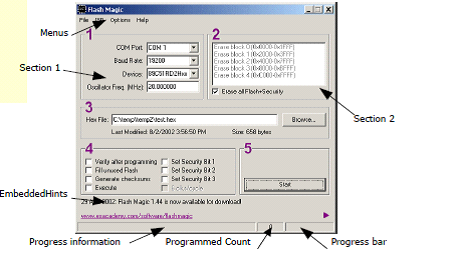 Flash Magic
File ISP Options Help
Menus
1
COM Port: COM 1
Baud Rate: 19200
Device: 89C51RD2Hxx
Oscillator Freq. (MHz): 20.000000
Section 1
2
Erase block 0 (0x0000-0x1FFF)
Erase block 1 (0x2000-0x3FFF)
Erase block 2 (0x4000-0x7FFF)
Erase block 3 (0x8000-0xBFFF)
Erase block 4 (0xC000-0xFFFF)
Erase all Flash+Security
Section 2
3
Hex File: C:\temp\temp2\test.hex
Browse...
Last Modified: 8/2/2002 3:56:50 PM Size: 658 bytes
4
Verify after programming
Fill unused Flash
Generate checksums
Execute
Set Security Bit 1
Set Security Bit 2
Set Security Bit 3
5
Start
EmbeddedHints
2002: Flash Magic 1.44 is now available for download!
www.esacademy.com/software/flashmagic
0
Progress information
Programmed Count
Progress bar